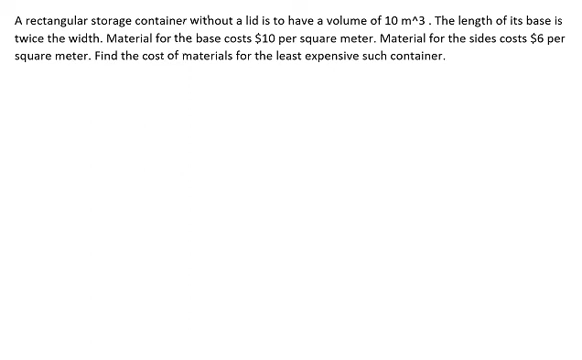 A rectangular storage container without a lid is to have a volume of 10 m^3 . The length of its base is
twice the width. Material for the base costs $10 per square meter. Material for the sides costs $6 per
square meter. Find the cost of materials for the least expensive such container.